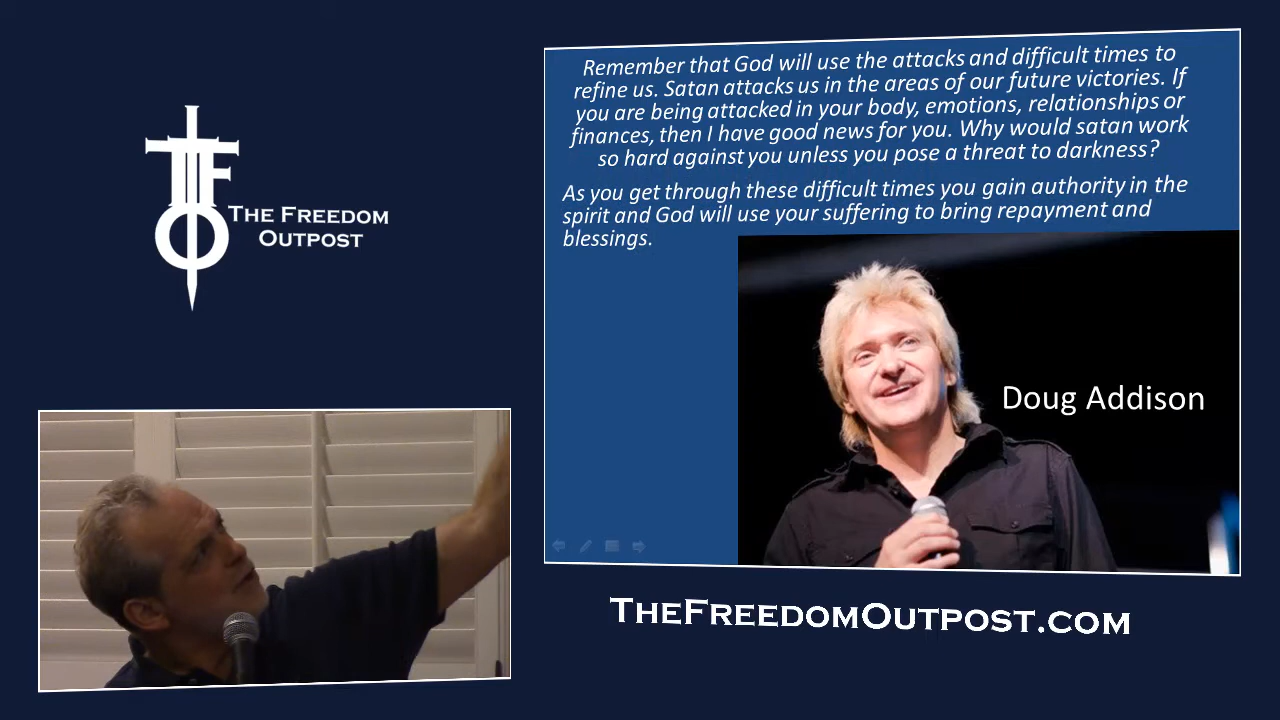 TFO
THE FREEDOM
OUTPOST
Remember that God will use the attacks and difficult times to
refine us. Satan attacks us in the areas of our future victories. If
you are being attacked in your body, emotions, relationships or
finances, then I have good news for you. Why would satan work
so hard against you unless you pose a threat to darkness?
As you get through these difficult times you gain authority in the
spirit and God will use your suffering to bring repayment and
blessings.
Doug Addison
THEFREEDOMOUTPOST.COM